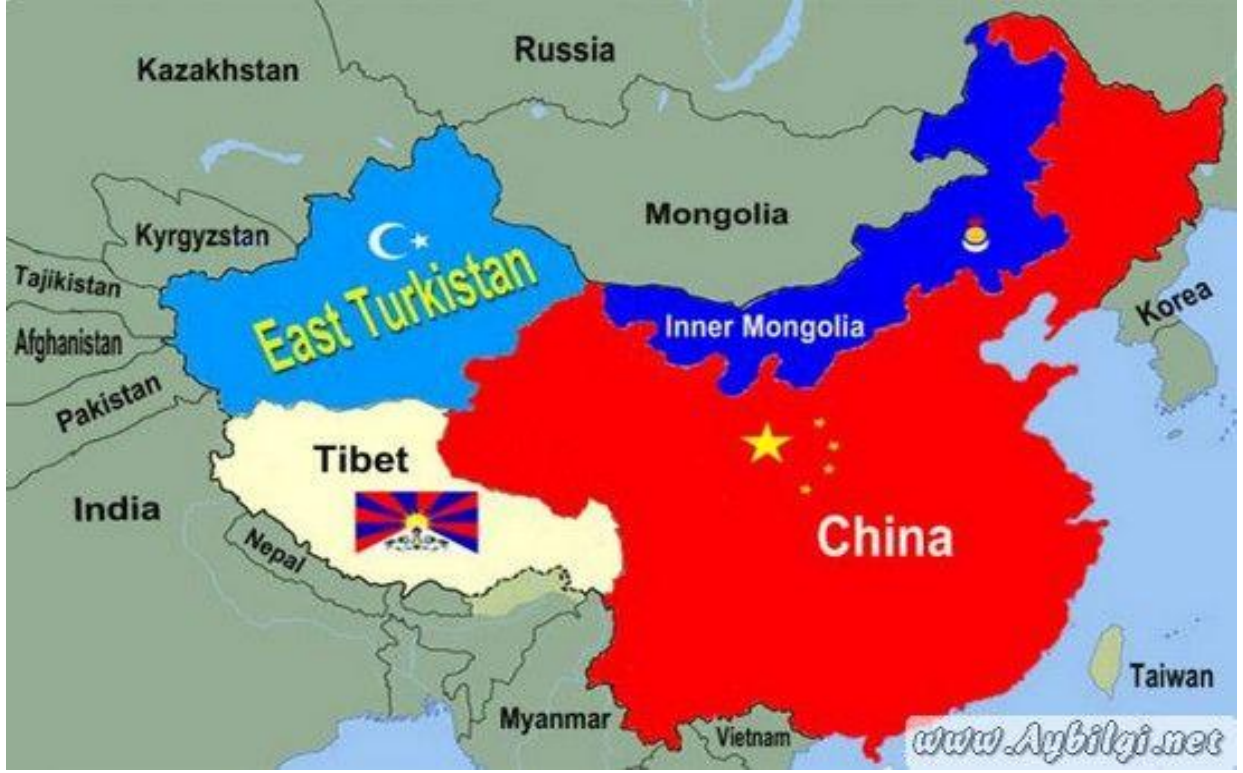 Russia
Kazakhstan
Mongolia
Kyrgyzstan
Tajikistan
East Turkistan
Korea
Inner Mongolia
Afghanistan
Pakistan
Tibet
India
China
Nepal
Taiwan
Myanmar
Vietnam
www.Aybilgi.net